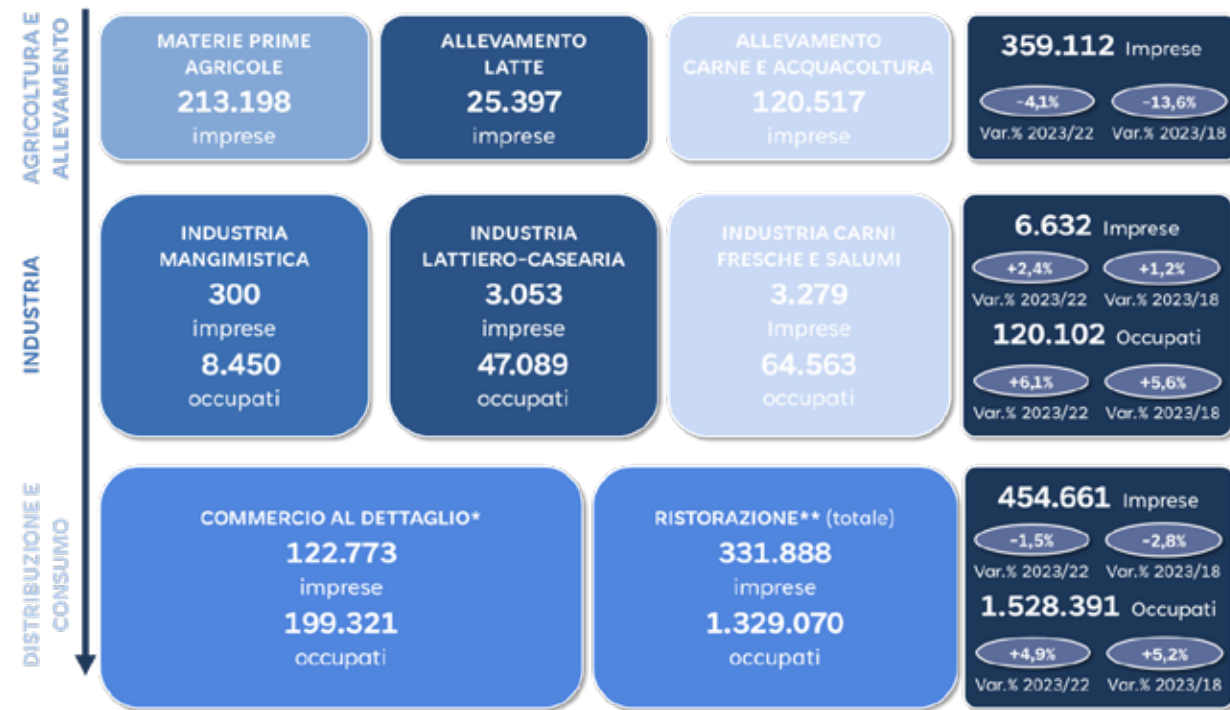 AGRICOLTURA E
ALLEVAMENTO
MATERIE PRIME
AGRICOLE
213.198
imprese
ALLEVAMENTO
LATTE
25.397
imprese
ALLEVAMENTO
CARNE E ACQUACOLTURA
120.517
imprese
359.112 Imprese
-4,1% -13,6%
Var.% 2023/22 Var.% 2023/18
INDUSTRIA
INDUSTRIA
MANGIMISTICA
300
imprese
8.450
occupati
INDUSTRIA
LATTIERO-CASEARIA
3.053
imprese
47.089
occupati
INDUSTRIA CARNI
FRESCHE E SALUMI
3.279
Imprese
64.563
occupati
6.632 Imprese
+2,4% +1,2%
Var.% 2023/22 Var.% 2023/18
120.102 Occupati
+6,1% +5,6%
Var.% 2023/22 Var.% 2023/18
DISTRIBUZIONE E
CONSUMO
COMMERCIO AL DETTAGLIO*
122.773
imprese
199.321
occupati
RISTORAZIONE** (totale)
331.888
imprese
1.329.070
occupati
454.661 Imprese
-1,5% -2,8%
Var.% 2023/22 Var.% 2023/18
1.528.391 Occupati
+4,9% +5,2%
Var.% 2023/22 Var.% 2023/18